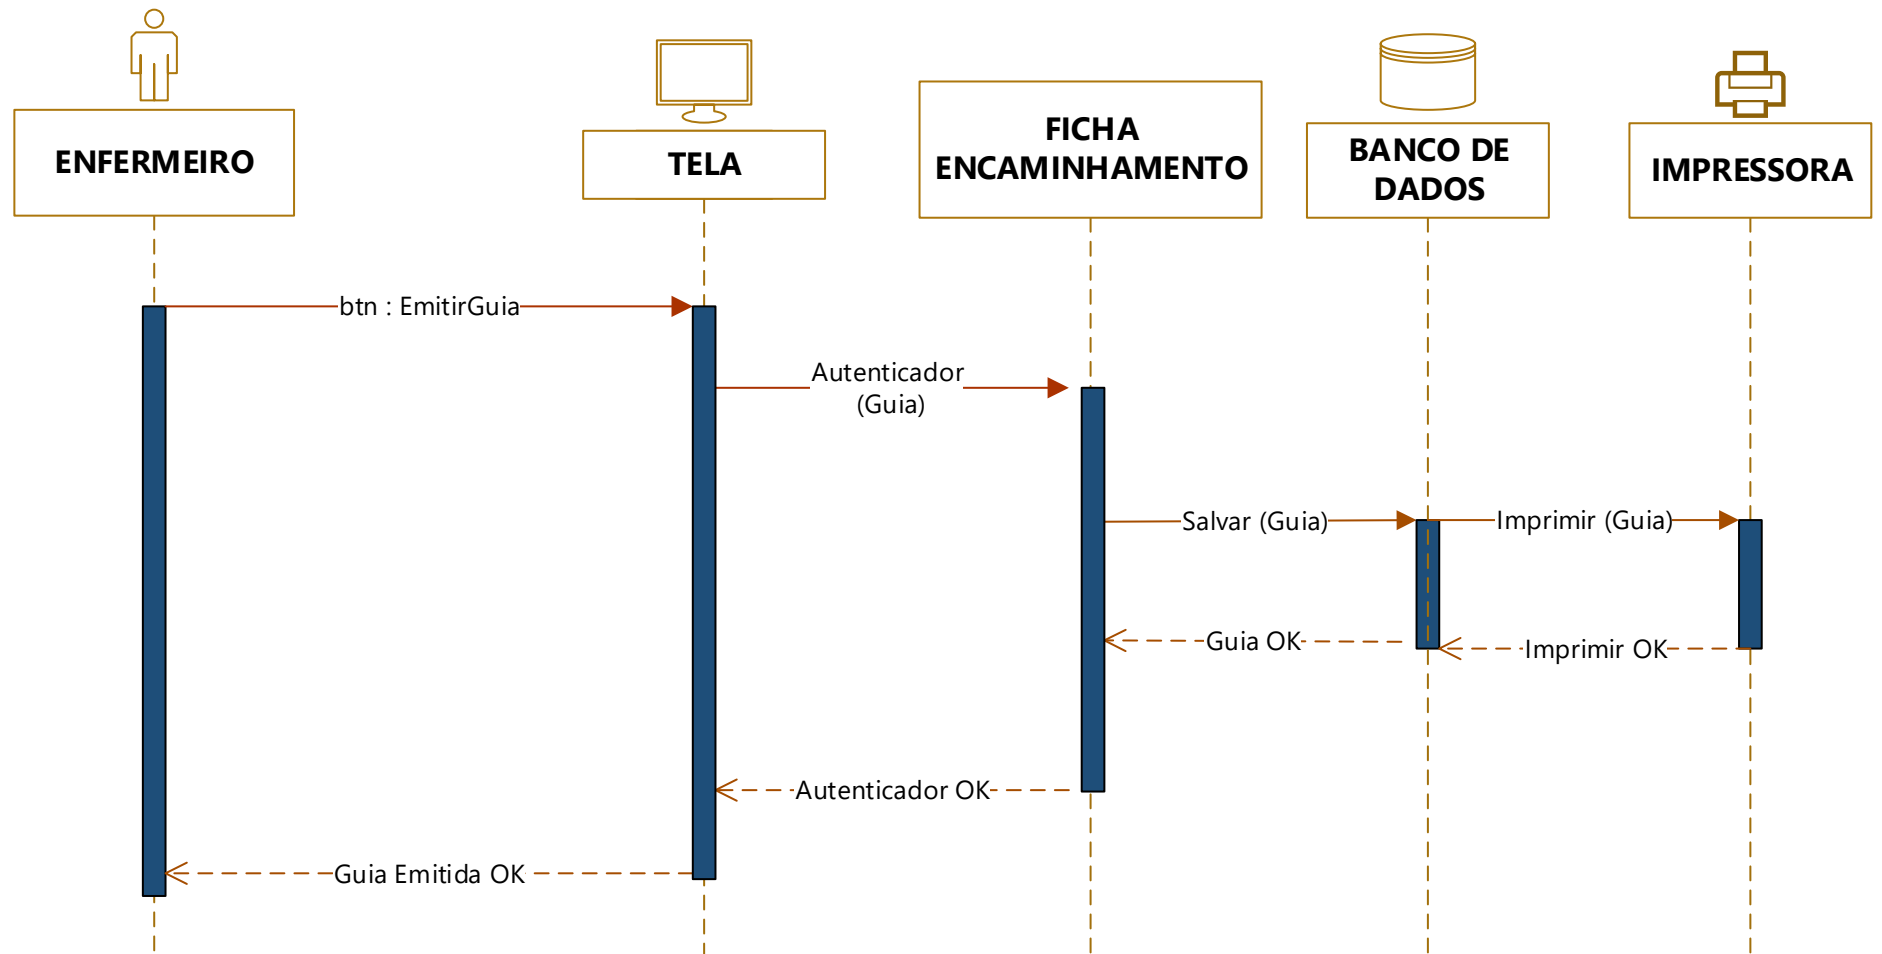 ENFERMEIRO
TELA
FICHA
ENCAMINHAMENTO
BANCO DE
DADOS
IMPRESSORA
btn : EmitirGuia
Autenticador
(Guia)
Salvar (Guia)
Imprimir (Guia)
Guia OK
Imprimir OK
Autenticador OK
Guia Emitida OK